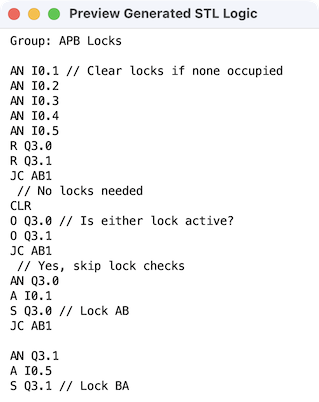 Preview Generated STL Logic
Group: APB Locks
AN I0.1 // Clear locks if none occupied
AN I0.2
AN I0.3
AN I0.4
AN I0.5
R Q3.0
R Q3.1
JC AB1
// No locks needed
CLR
O Q3.0 // Is either lock active?
O Q3.1
JC AB1
// Yes, skip lock checks
AN Q3.0
A I0.1
S Q3.0 // Lock AB
JC AB1
AN Q3.1
A I0.5
S Q3.1 // Lock BA